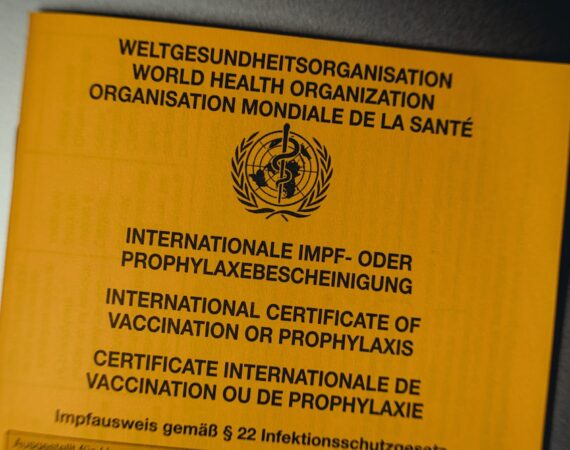 WELTGESUNDHEITSORGANISATION
WORLD HEALTH ORGANIZATION
ORGANISATION MONDIALE DE LA SANTÉ
INTERNATIONALE IMPF- ODER
PROPHYLAXEBESCHEINIGUNG
INTERNATIONAL CERTIFICATE OF
VACCINATION OR PROPHYLAXIS
CERTIFICATE INTERNATIONALE DE
VACCINATION OU DE PROPHYLAXIE
Impfausweis gemäß § 22 Infektionsschutzgesetz